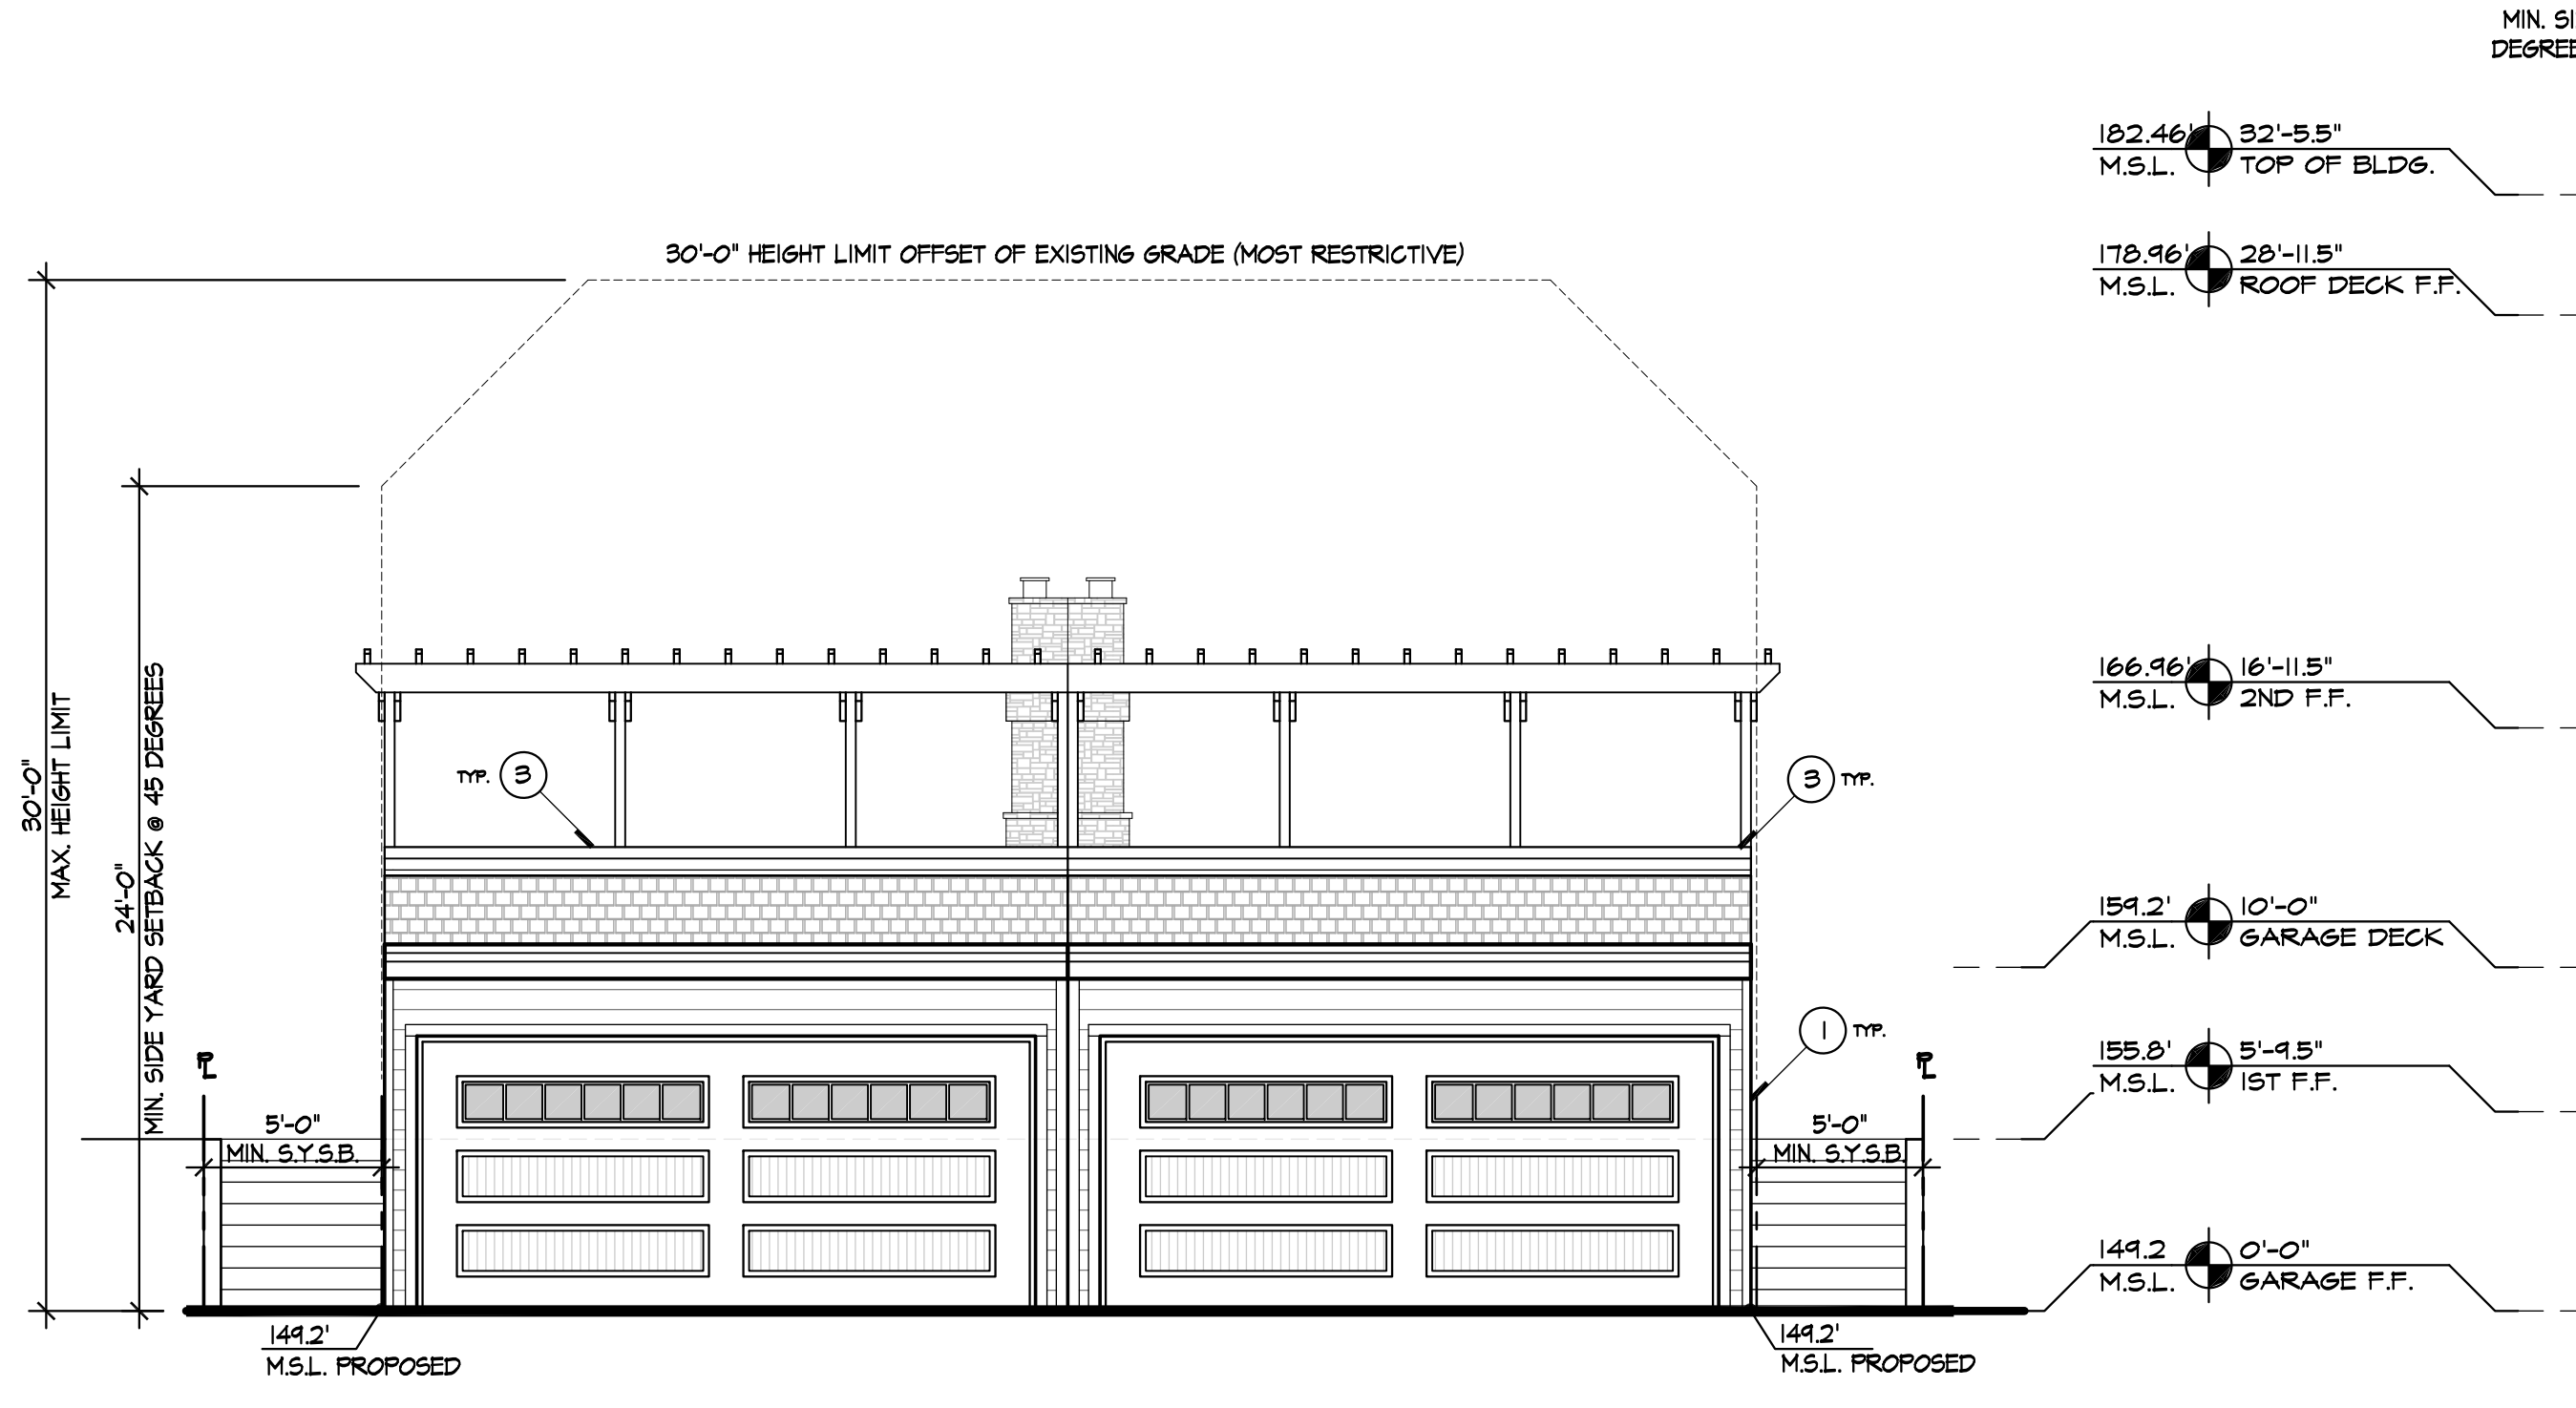 MIN. SI
DEGREE
182.46' 32'-5.5"
M.S.L. TOP OF BLDG.
30'-0" HEIGHT LIMIT OFFSET OF EXISTING GRADE (MOST RESTRICTIVE)
178.96' 28'-11.5"
M.S.L. ROOF DECK F.F.
166.96' 16'-11.5"
M.S.L. 2ND F.F.
30'-0"
MAX. HEIGHT LIMIT
24'-0"
MIN. SIDE YARD SETBACK @ 45 DEGREES
TYP. 3
3 TYP.
159.2' 10'-0"
M.S.L. GARAGE DECK
1 TYP.
155.8' 5'-9.5"
M.S.L. 1ST F.F.
PL
5'-0"
MIN. S.Y.S.B.
PL
5'-0"
MIN. S.Y.S.B.
149.2 0'-0"
M.S.L. GARAGE F.F.
149.2'
M.S.L. PROPOSED
149.2'
M.S.L. PROPOSED